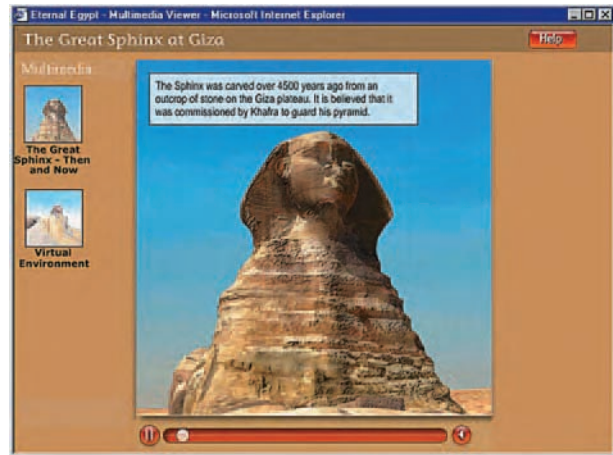 Eternal Egypt - Multimedia Viewer - Microsoft Internet Explorer
The Great Sphinx at Giza
Help
Multimedia
The Sphinx was carved over 4500 years ago from an
outcrop of stone on the Giza plateau. It is believed that it
was commissioned by Khafra to guard his pyramid.
The Great
Sphinx - Then
and Now
Virtual
Environment